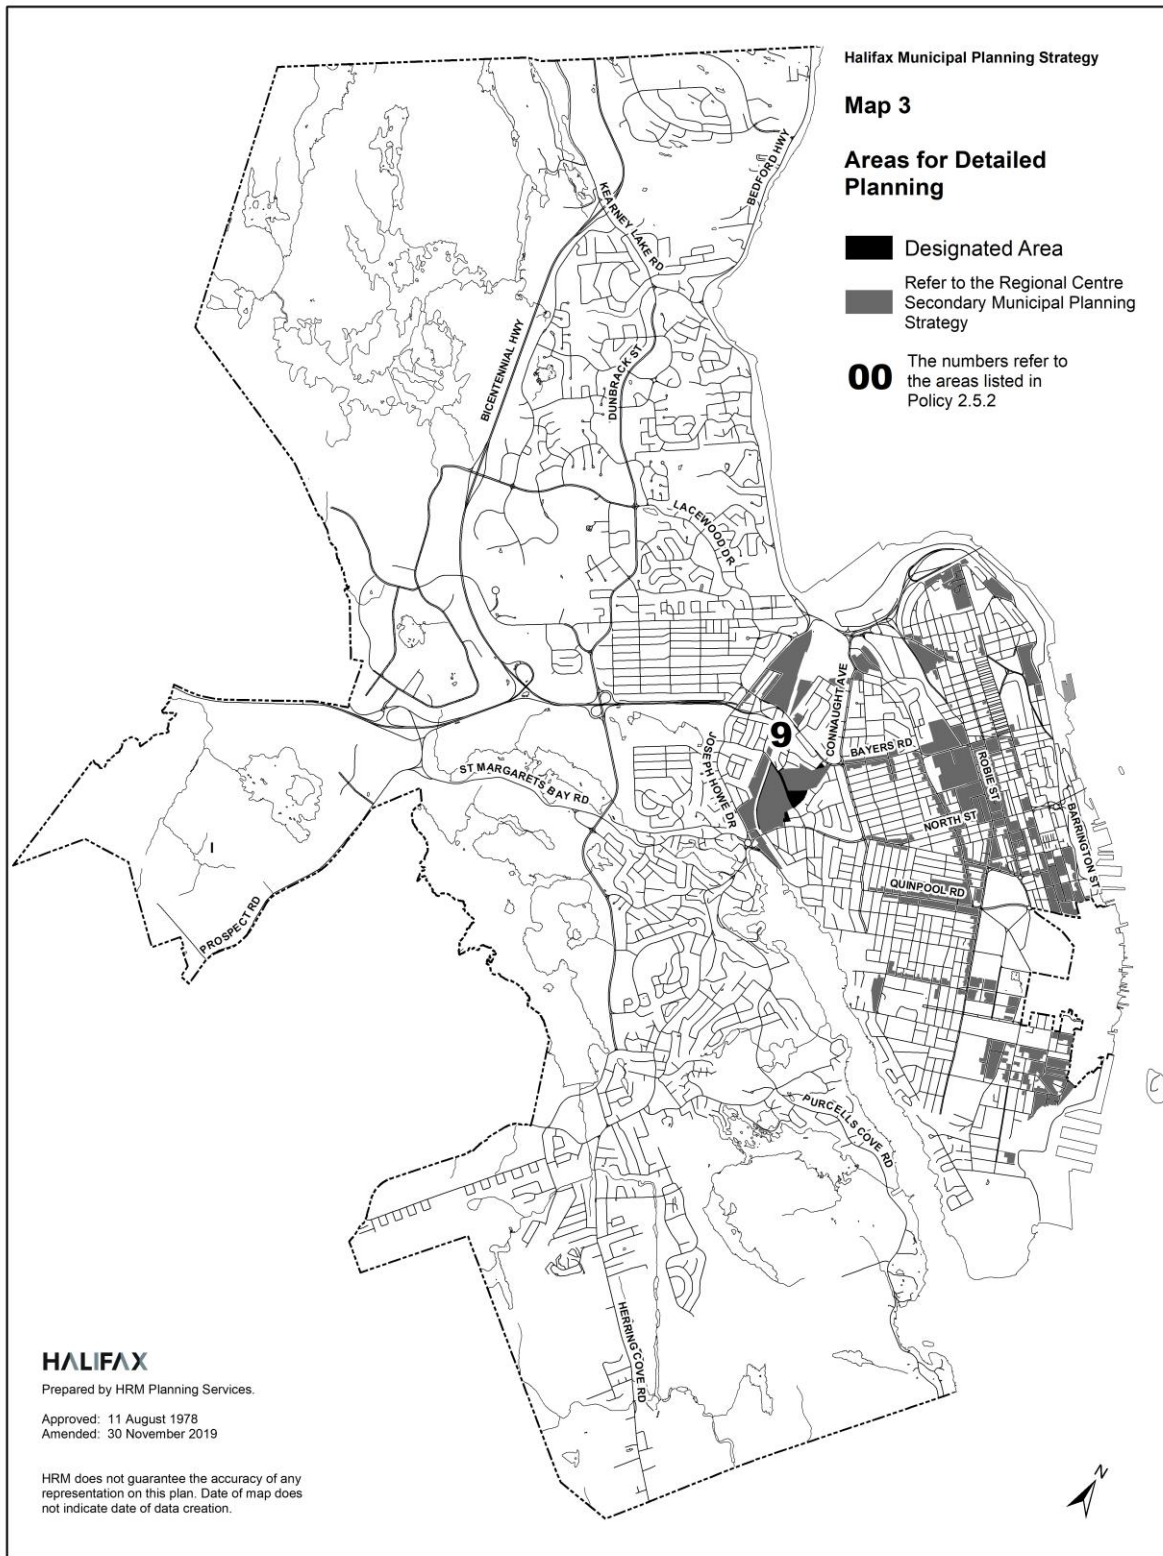 Halifax Municipal Planning Strategy
Map 3
Areas for Detailed
Planning
Designated Area
Refer to the Regional Centre
Secondary Municipal Planning
Strategy
00
The numbers refer to
the areas listed in
Policy 2.5.2
BEDFORD HWY
KEARNEY LAKE RD
BICENTENNIAL HWY
DUNBRACK ST
LACEWOOD DR
CONNAUGHT AVE
9
BAYERS RD
JOSEPH HOWE DR
ROBIE ST
ST MARGARETS BAY RD
NORTH ST
BARRINGTON ST
QUINPOOL RD
PROSPECT RD
PURCELLS COVE RD
HERRING COVE RD
HALIFAX
Prepared by HRM Planning Services.
Approved: 11 August 1978
Amended: 30 November 2019
HRM does not guarantee the accuracy of any
representation on this plan. Date of map does
not indicate date of data creation.
N